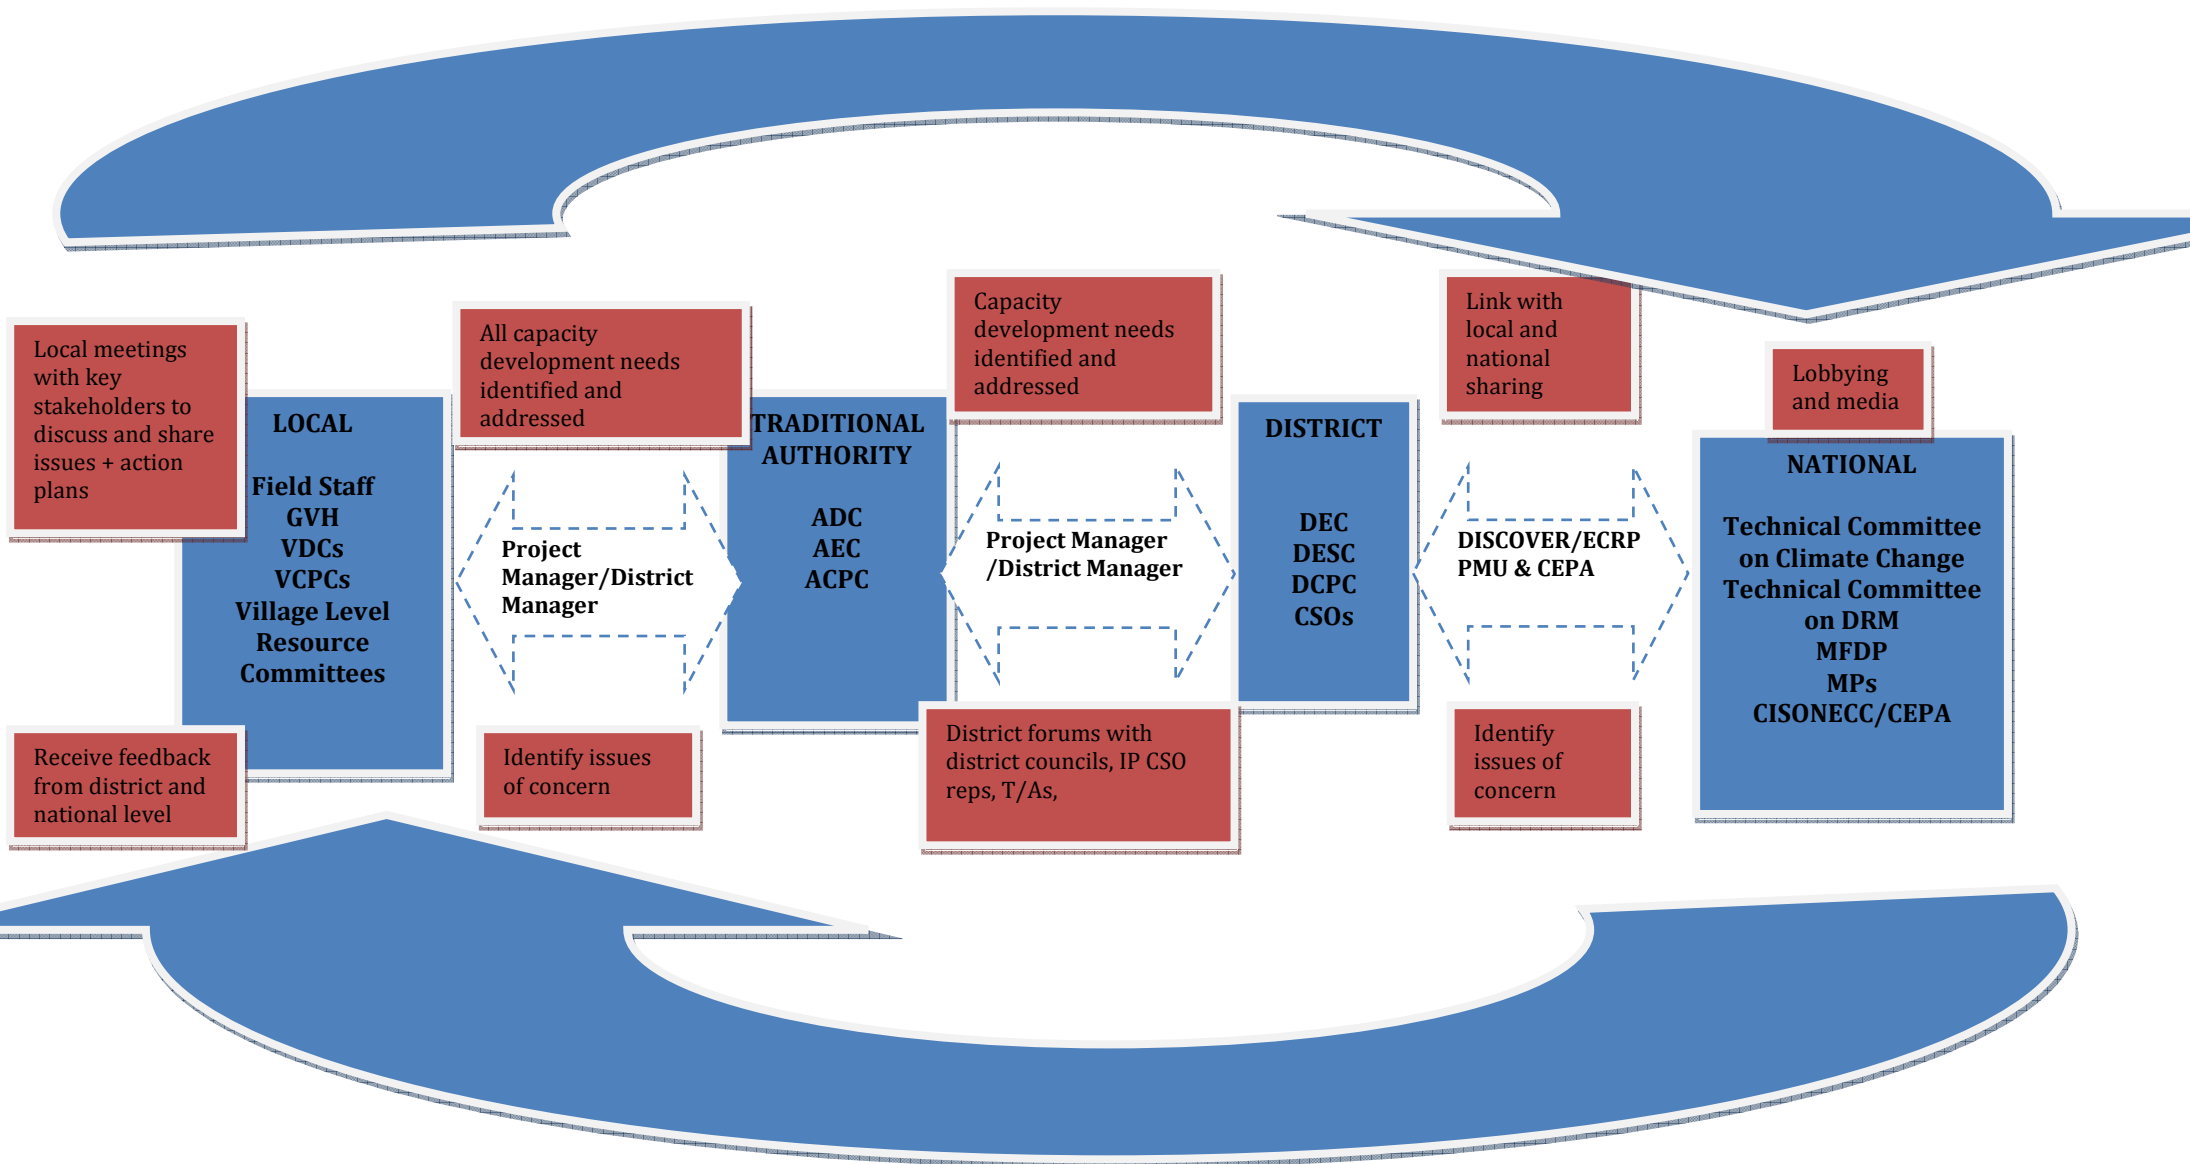 Local meetings
with key
stakeholders to
discuss and share
issues + action
plans
LOCAL
Field Staff
GVH
VDCs
VCPCs
Village Level
Resource
Committees
Receive feedback
from district and
national level
All capacity
development needs
identified and
addressed
Project
Manager/District
Manager
Identify issues
of concern
TRADITIONAL
AUTHORITY
ADC
AEC
ACPC
Capacity
development needs
identified and
addressed
Project Manager
/District Manager
District forums with
district councils, IP CSO
reps, T/As,
DISTRICT
DEC
DESC
DCPC
CSOs
Link with
local and
national
sharing
DISCOVER/ECRP
PMU & CEPA
Identify
issues of
concern
Lobbying
and media
NATIONAL
Technical Committee
on Climate Change
Technical Committee
on DRM
MFDP
MPs
CISONECC/CEPA